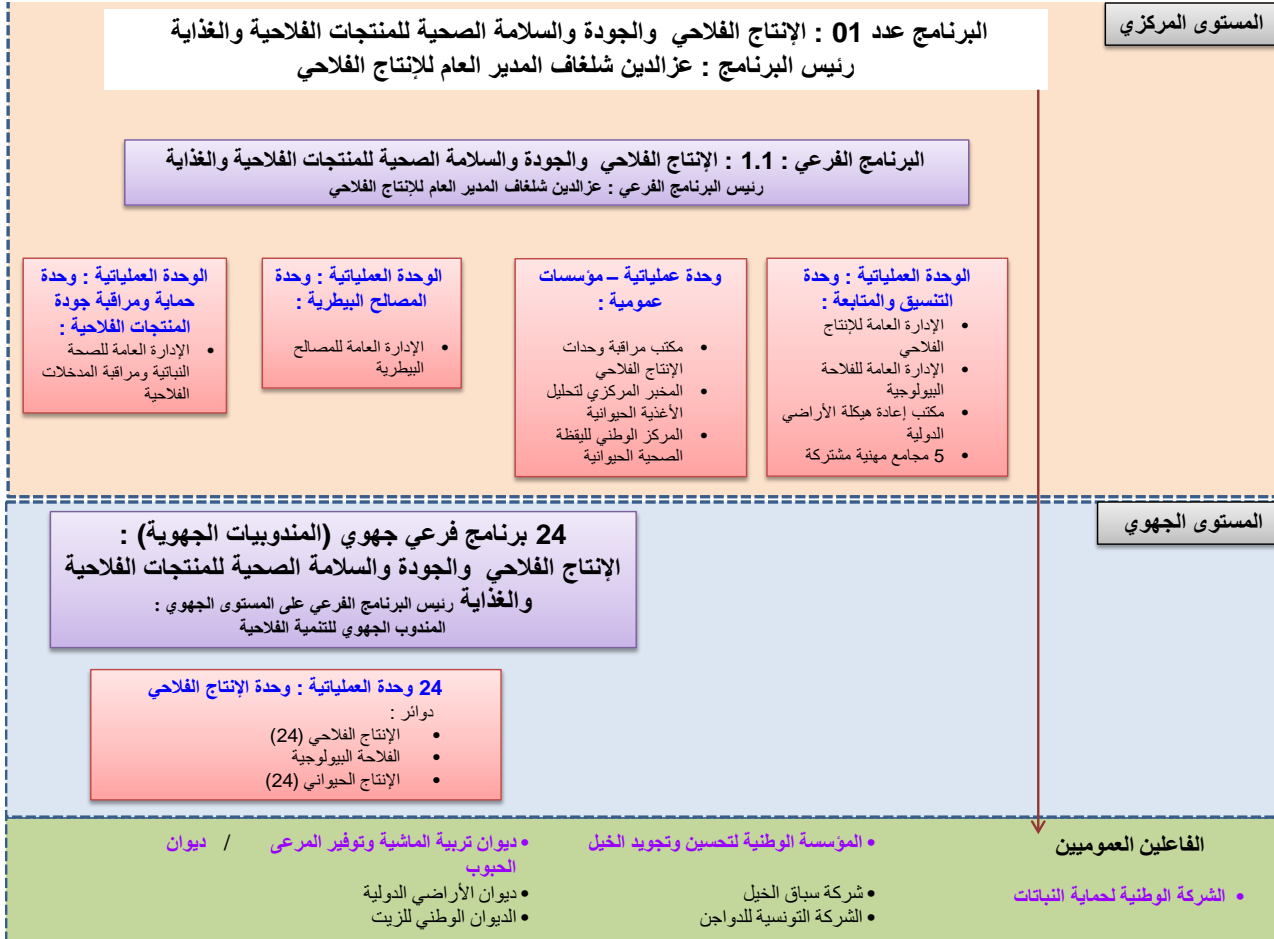 المستوى المركزي
البرنامج عدد 01 : الإنتاج الفلاحي والجودة والسلامة الصحية للمنتجات الفلاحية والغذاية
رئيس البرنامج : عزالدين شلغاف المدير العام للإنتاج الفلاحي
البرنامج الفرعي : 1.1 : الإنتاج الفلاحي والجودة والسلامة الصحية للمنتجات الفلاحية والغذاية
رئيس البرنامج الفرعي : عزالدين شلغاف المدير العام للإنتاج الفلاحي
الوحدة العملياتية : وحدة
التنسيق والمتابعة :
• الإدارة العامة للإنتاج
الفلاحي
• الإدارة العامة للفلاحة
البيولوجية
• مكتب إعادة هيكلة الأراضي
الدولية
• 5 مجامع مهنية مشتركة
وحدة عملياتية – مؤسسات
عمومية :
• مكتب مراقبة وحدات
الإنتاج الفلاحي
• المخبر المركزي لتحليل
الأغذية الحيوانية
• المركز الوطني لليقظة
الصحية الحيوانية
الوحدة العملياتية : وحدة
المصالح البيطرية :
• الإدارة العامة للمصالح
البيطرية
الوحدة العملياتية : وحدة
حماية ومراقبة جودة
المنتجات الفلاحية :
• الإدارة العامة للصحة
النباتية ومراقبة المدخلات
الفلاحية
المستوى الجهوي
24 برنامج فرعي جهوي (المندوبيات الجهوية) :
الإنتاج الفلاحي والجودة والسلامة الصحية للمنتجات الفلاحية
والغذاية رئيس البرنامج الفرعي على المستوى الجهوي :
المندوب الجهوي للتنمية الفلاحية
24 وحدة العملياتية : وحدة الإنتاج الفلاحي
دوائر :
• الإنتاج الفلاحي (24)
• الفلاحة البيولوجية
• الإنتاج الحيواني (24)
الفاعلين العموميين
• الشركة الوطنية لحماية النباتات
• المؤسسة الوطنية لتحسين وتجويد الخيل
• شركة سباق الخيل
• الشركة التونسية للدواجن
• ديوان تربية الماشية وتوفير المرعى / ديوان
الحبوب
• ديوان الأراضي الدولية
• الديوان الوطني للزيت